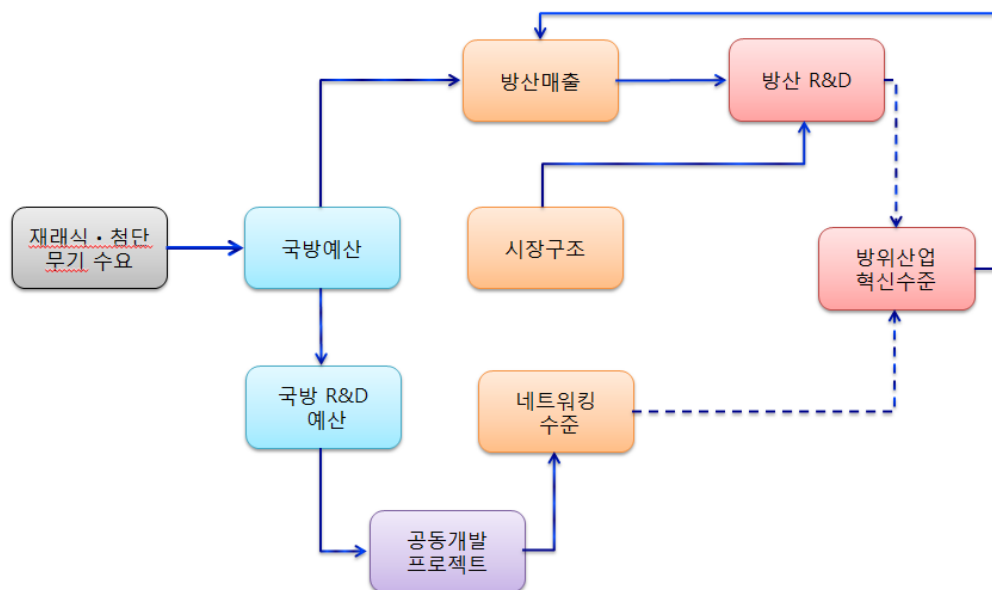 방산매출
방산 R&D
재래식·첨단
무기 수요
국방예산
시장구조
방위산업
혁신수준
국방 R&D
예산
네트워킹
수준
공동개발
프로젝트